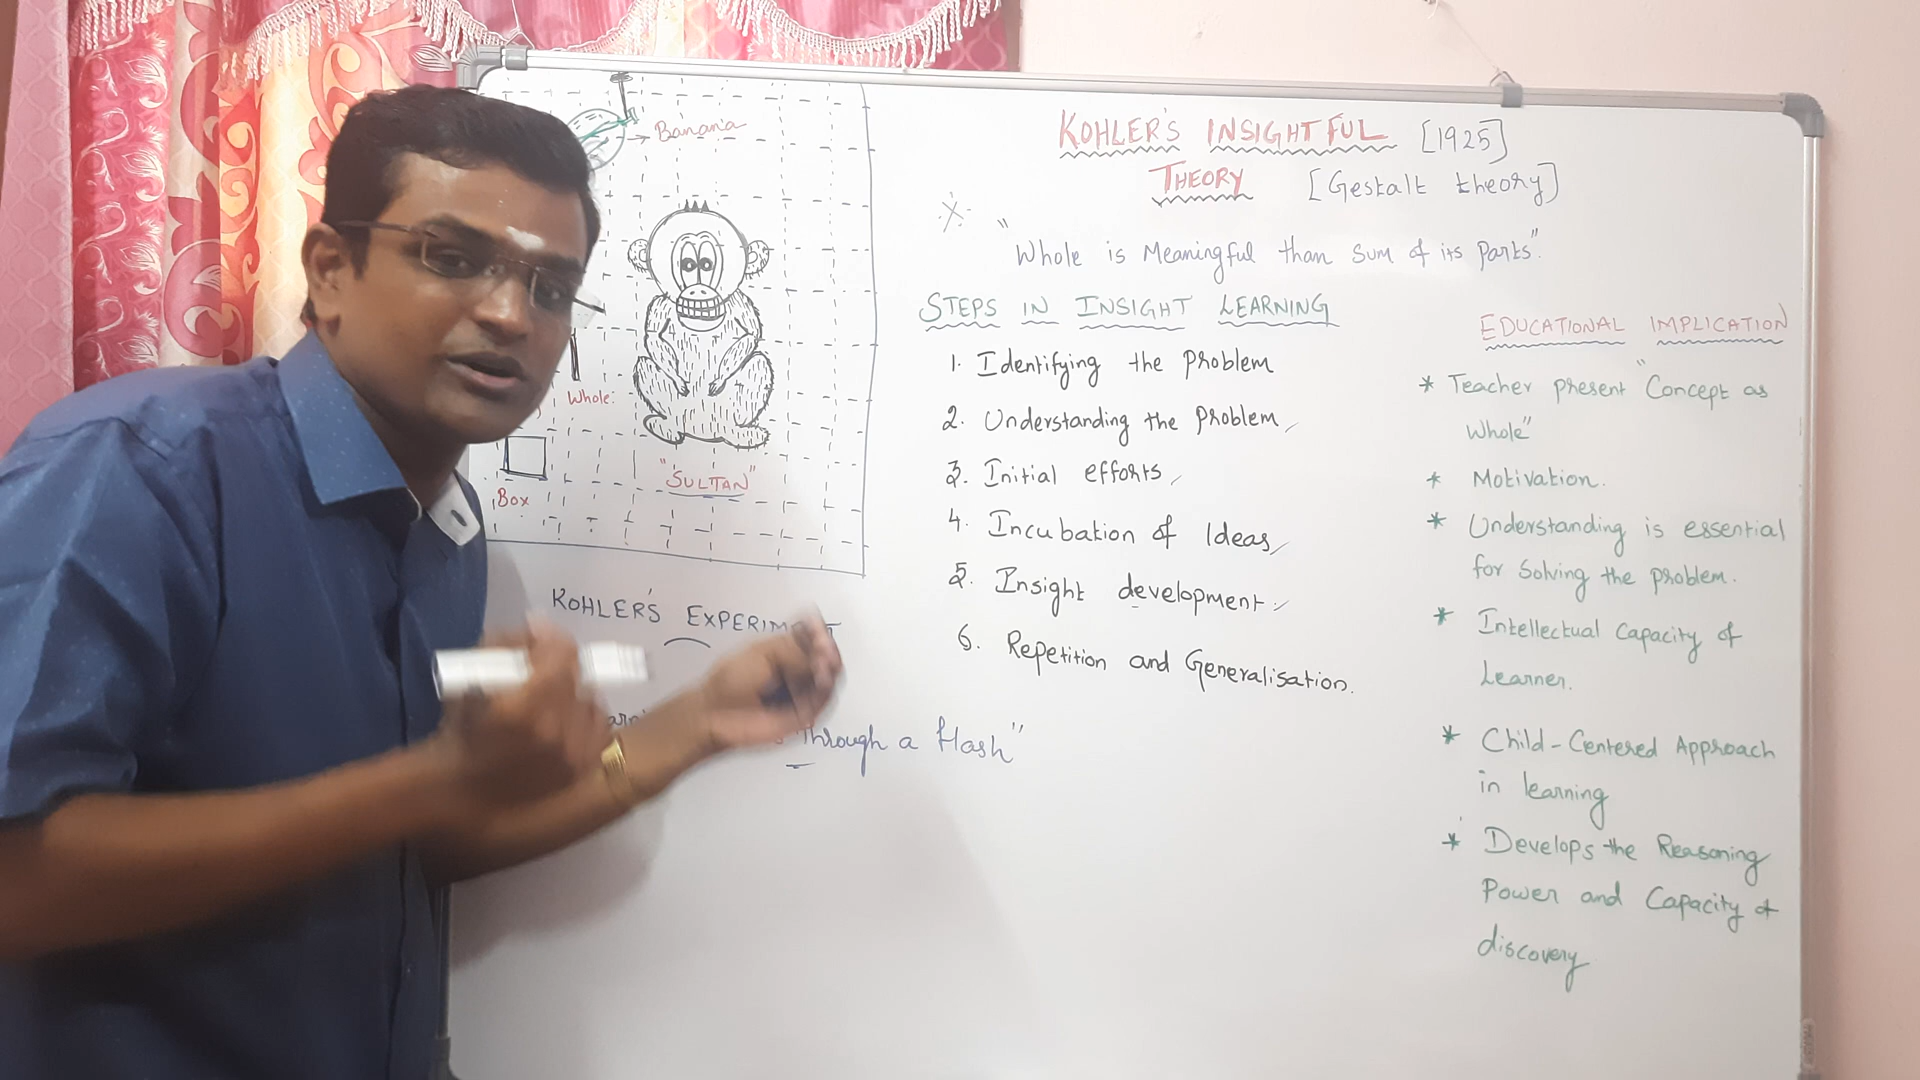 Banana
Whole:
Box
"SULTAN"
KOHLER'S EXPERIMENT
Through a flash"
KOHLER'S INSIGHTFUL [1925]
THEORY [Gestalt theory]
"Whole is Meaningful than Sum of its Parts".
STEPS IN INSIGHT LEARNING
1. Identifying the Problem
2. Understanding the Problem
3. Initial efforts
4. Incubation of Ideas
5. Insight development
6. Repetition and Generalisation.
EDUCATIONAL IMPLICATION
* Teacher present "Concept as
Whole"
* Motivation.
* Understanding is essential
for Solving the problem.
* Intellectual Capacity of
Learner.
* Child-Centered Approach
in learning
* Develops the Reasoning
Power and Capacity of
discovery